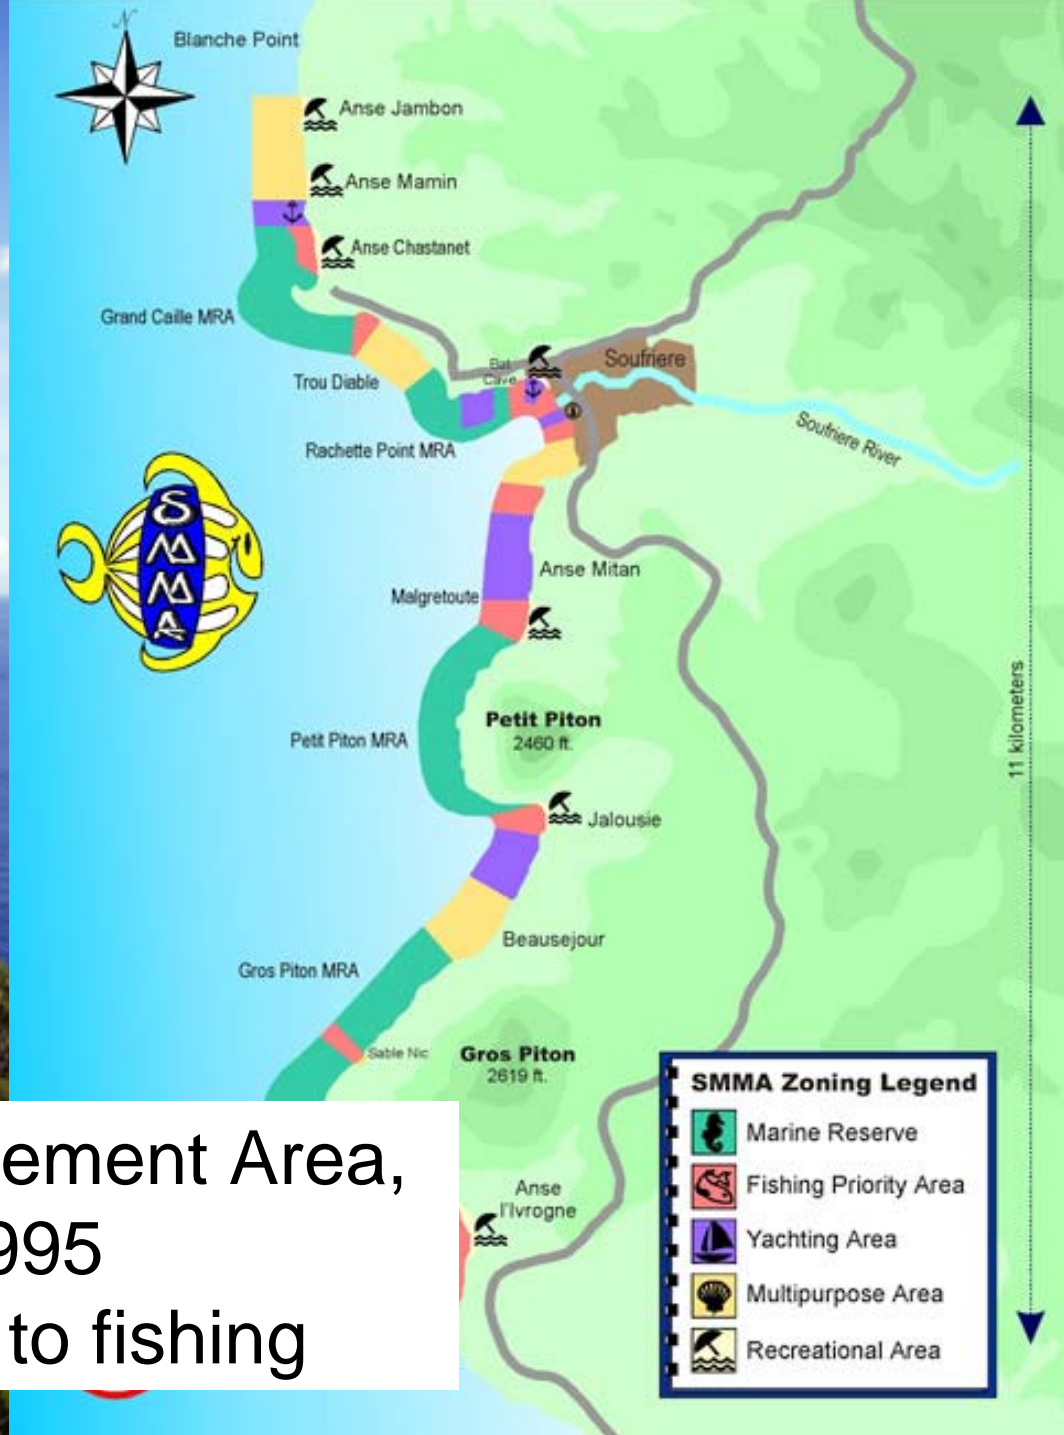 N
Blanche Point
Anse Jambon
Anse Mamin
Anse Chastanet
Grand Caille MRA
Trou Diable
Bat
Cave
Soufriere
Rachette Point MRA
Soufriere River
SMMA
Anse Mitan
Malgretoute
11 kilometers
Petit Piton
2460 ft.
Petit Piton MRA
Jalousie
Beausejour
Gros Piton MRA
Sable Nic
Gros Piton
2619 ft.
SMMA Zoning Legend
Marine Reserve
Fishing Priority Area
Yachting Area
Multipurpose Area
Recreational Area
Anse
l'Ivrogne
ement Area,
995
to fishing